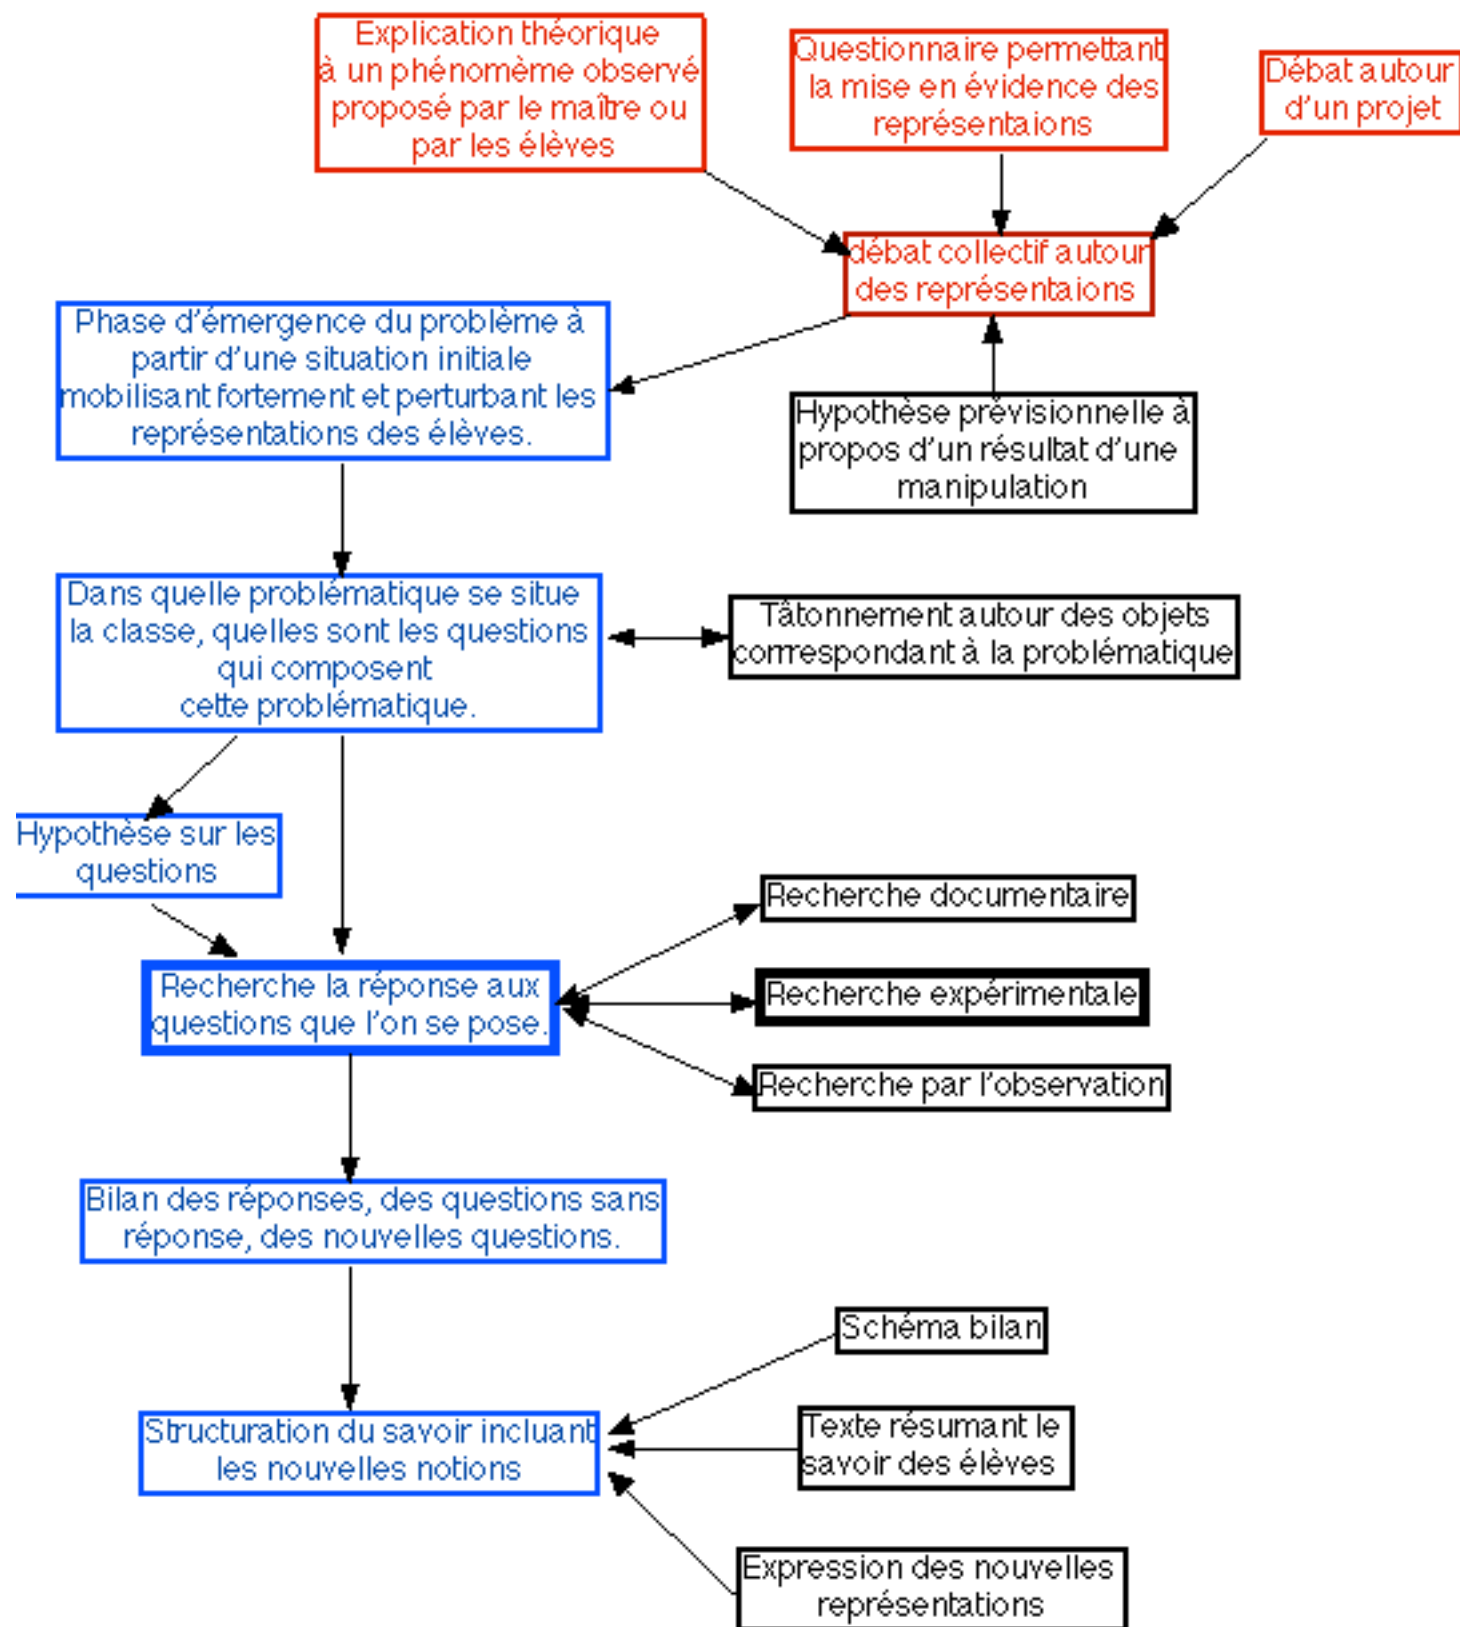 Explication théorique
à un phénomème observé
proposé par le maître ou
par les élèves
Questionnaire permettant
la mise en évidence des
représentaions
Débat autour
d'un projet
débat collectif autour
des représentaions
Phase d'émergence du problème à
partir d'une situation initiale
mobilisant fortement et perturbant les
représentations des élèves.
Hypothèse prévisionnelle à
propos d'un résultat d'une
manipulation
Dans quelle problématique se situe
la classe, quelles sont les questions
qui composent
cette problématique.
Tâtonnement autour des objets
corrrespondant à la problématique
Hypothèse sur les
questions
Recherche documentaire
Recherche la réponse aux
questions que l'on se pose.
Recherche expérimentale
Recherche par l'observation
Bilan des réponses, des questions sans
réponse, des nouvelles questions.
Schéma bilan
Structuration du savoir incluant
les nouvelles notions
Texte résumant le
savoir des élèves
Expression des nouvelles
représentations